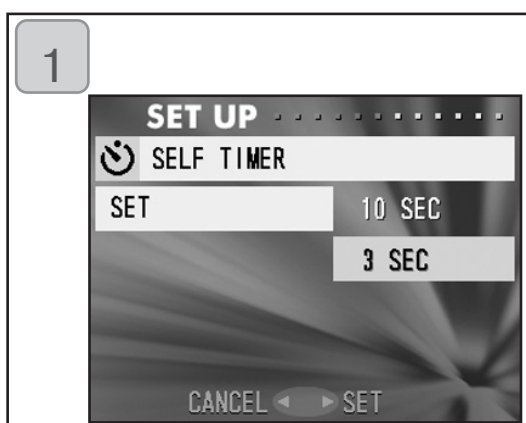 1
SET UP
SELF TIMER
SET 10 SEC
3 SEC
CANCEL SET